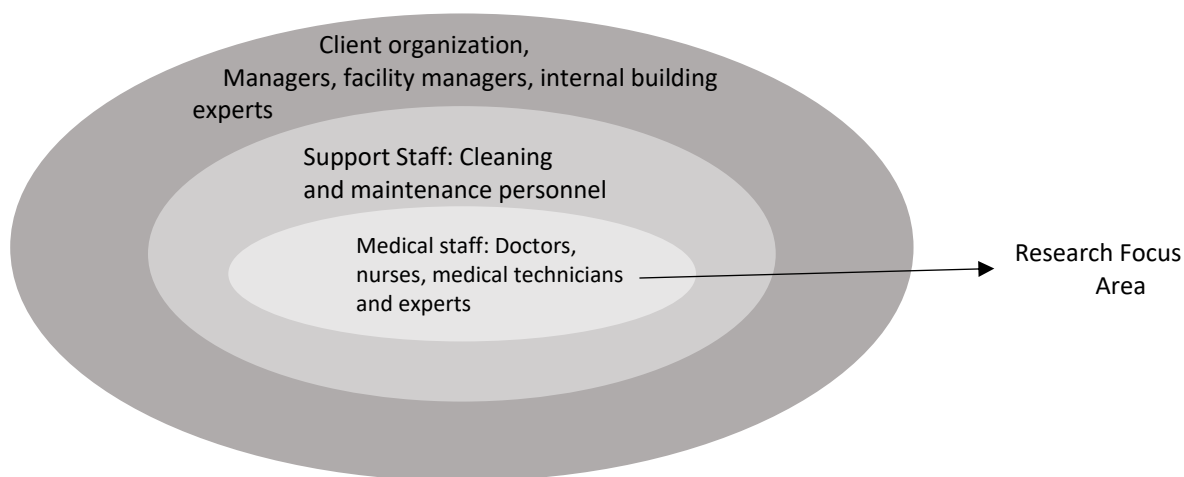 Client organization,
Managers, facility managers, internal building
experts
Support Staff: Cleaning
and maintenance personnel
Medical staff: Doctors,
nurses, medical technicians
and experts
Research Focus
Area